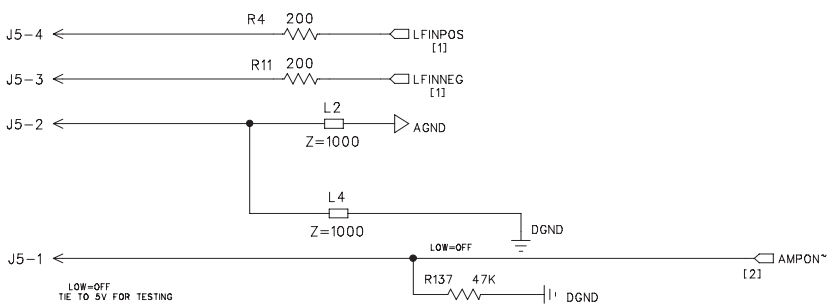 R4 200
J5-4 LFINPOS
[1]
R11 200
J5-3 LFINNEG
[1]
L2
J5-2 AGND
Z=1000
L4
Z=1000 DGND
LOW=OFF
J5-1 AMPON~
[2]
R137 47K
LOW=OFF
TIE TO 5V FOR TESTING DGND